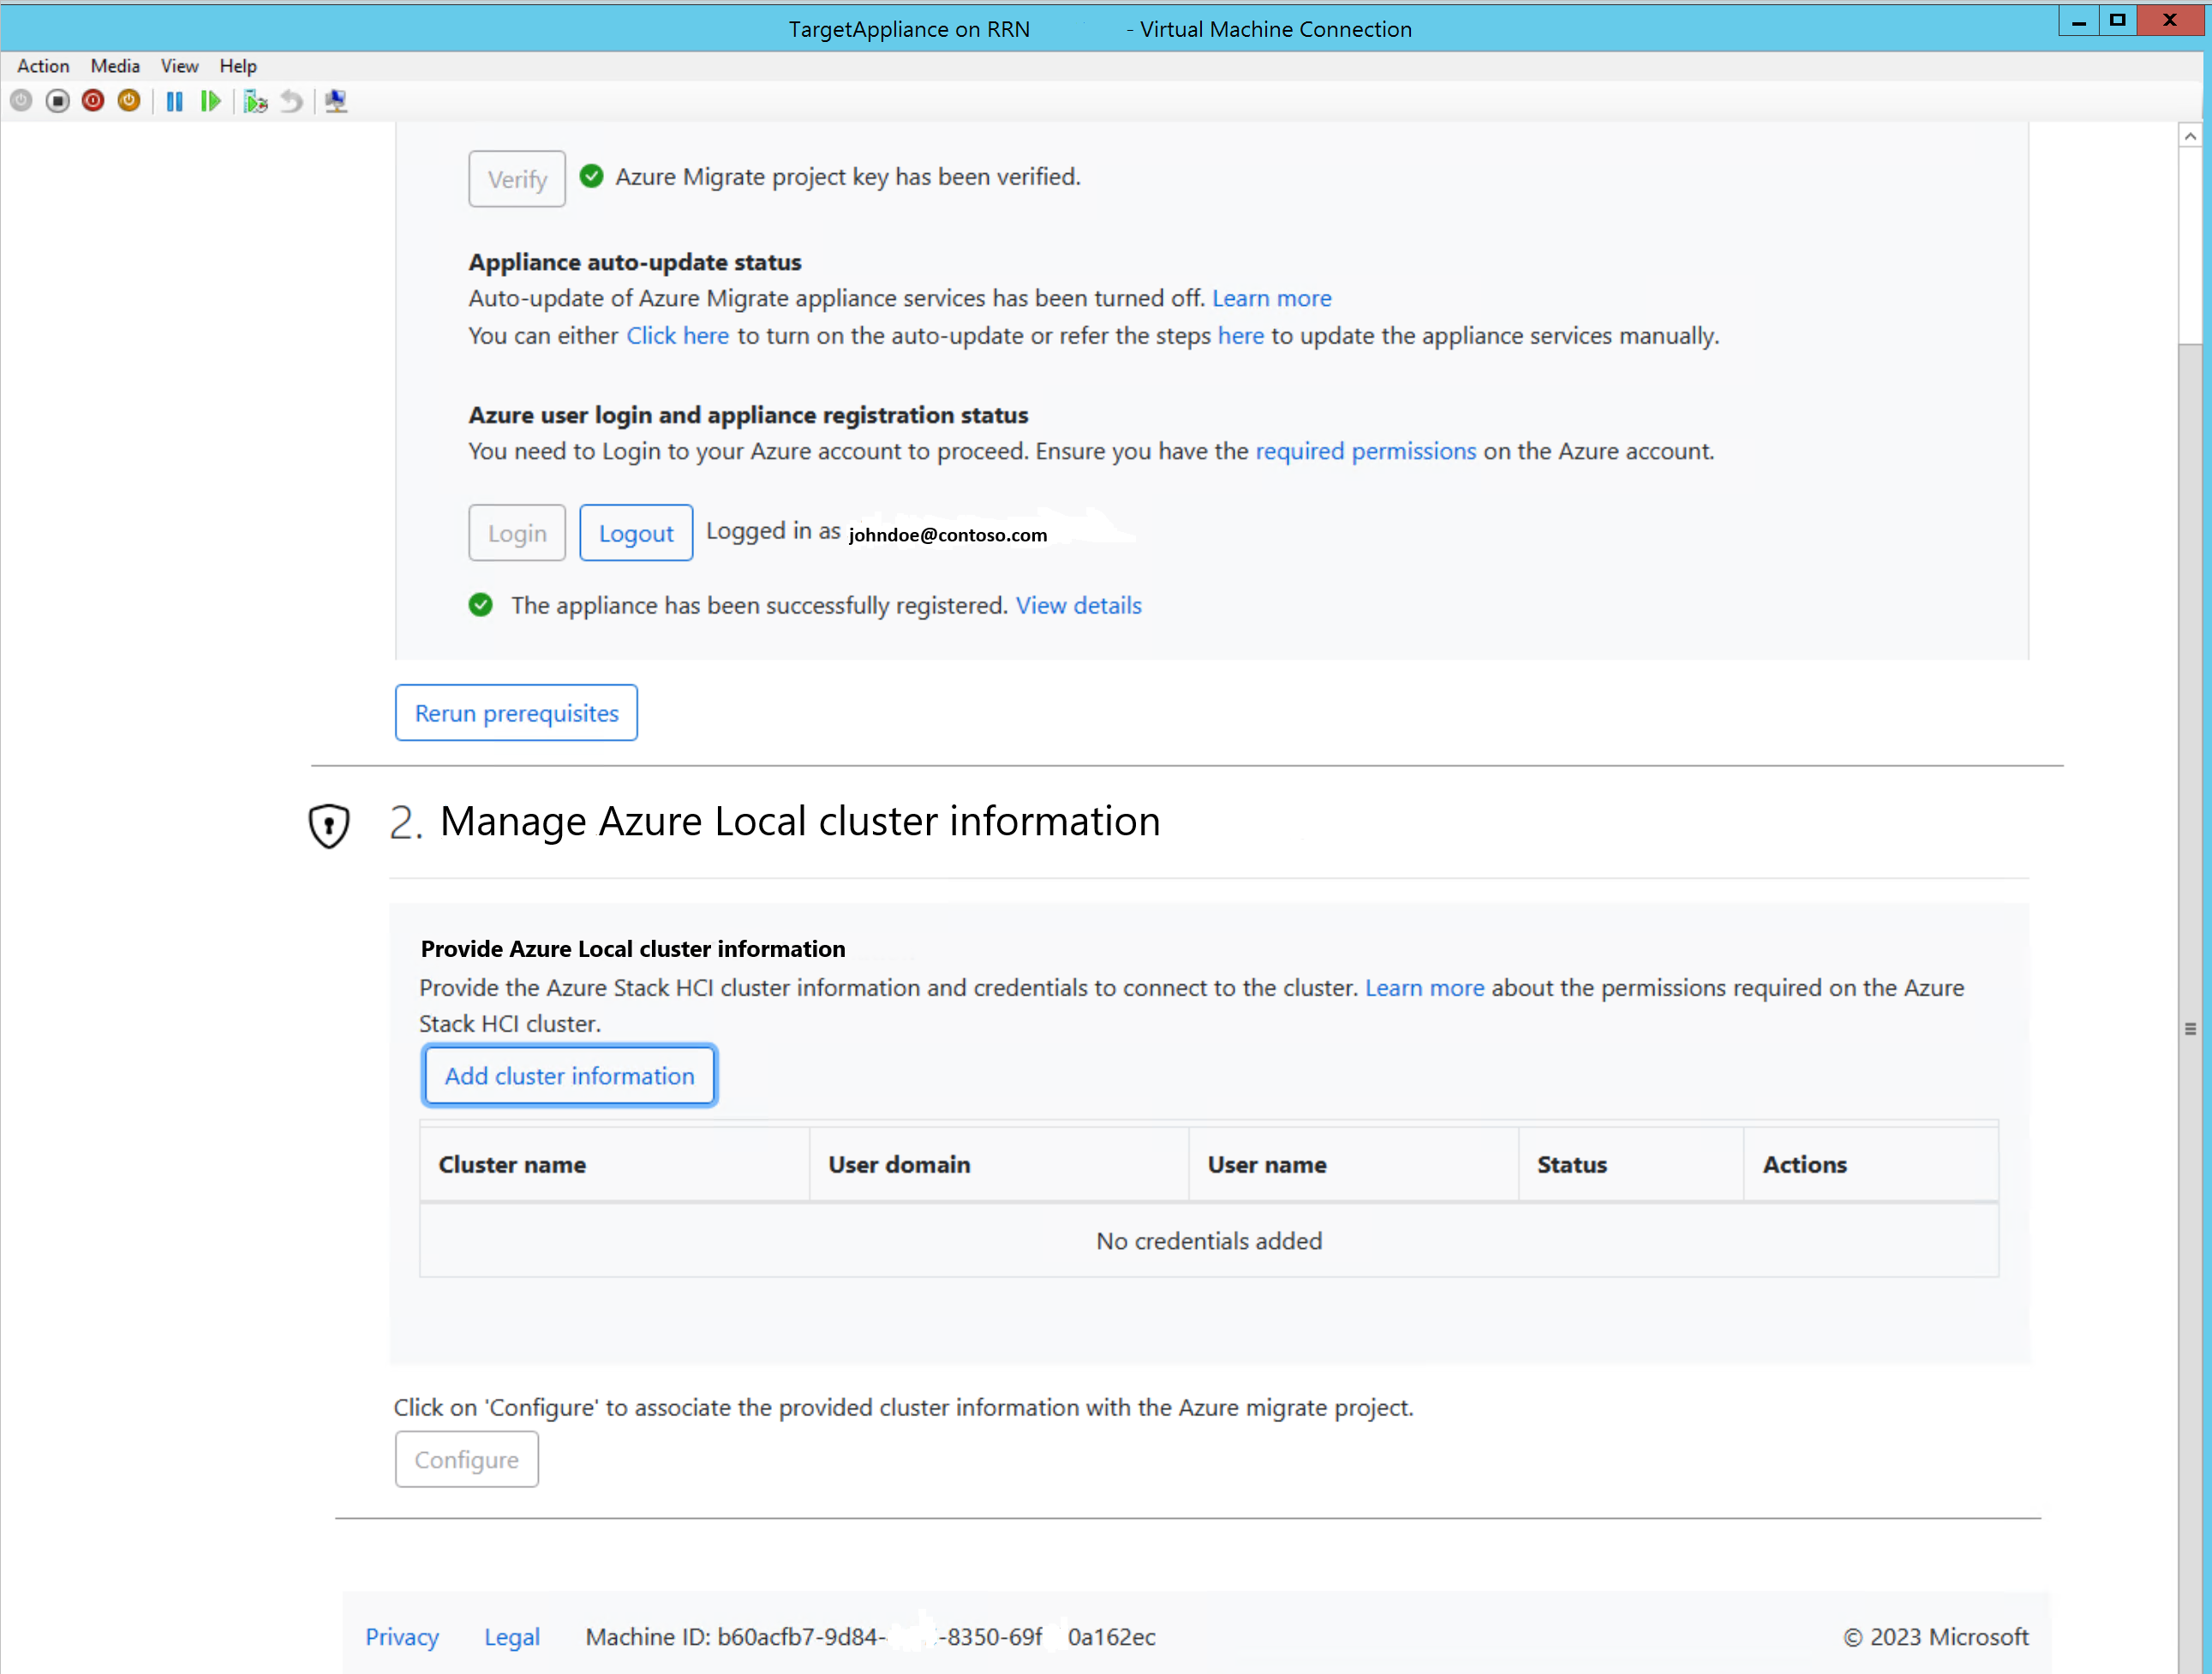 TargetAppliance on RRN - Virtual Machine Connection
Action Media View Help
Verify Azure Migrate project key has been verified.
Appliance auto-update status
Auto-update of Azure Migrate appliance services has been turned off. Learn more
You can either Click here to turn on the auto-update or refer the steps here to update the appliance services manually.
Azure user login and appliance registration status
You need to Login to your Azure account to proceed. Ensure you have the required permissions on the Azure account.
Login Logout Logged in as johndoe@contoso.com
The appliance has been successfully registered. View details
Rerun prerequisites
2. Manage Azure Local cluster information
Provide Azure Local cluster information
Provide the Azure Stack HCI cluster information and credentials to connect to the cluster. Learn more about the permissions required on the Azure
Stack HCI cluster.
Add cluster information
Cluster name User domain User name Status Actions
No credentials added
Click on 'Configure' to associate the provided cluster information with the Azure migrate project.
Configure
Privacy Legal Machine ID: b60acfb7-9d84- -8350-69f 0a162ec © 2023 Microsoft